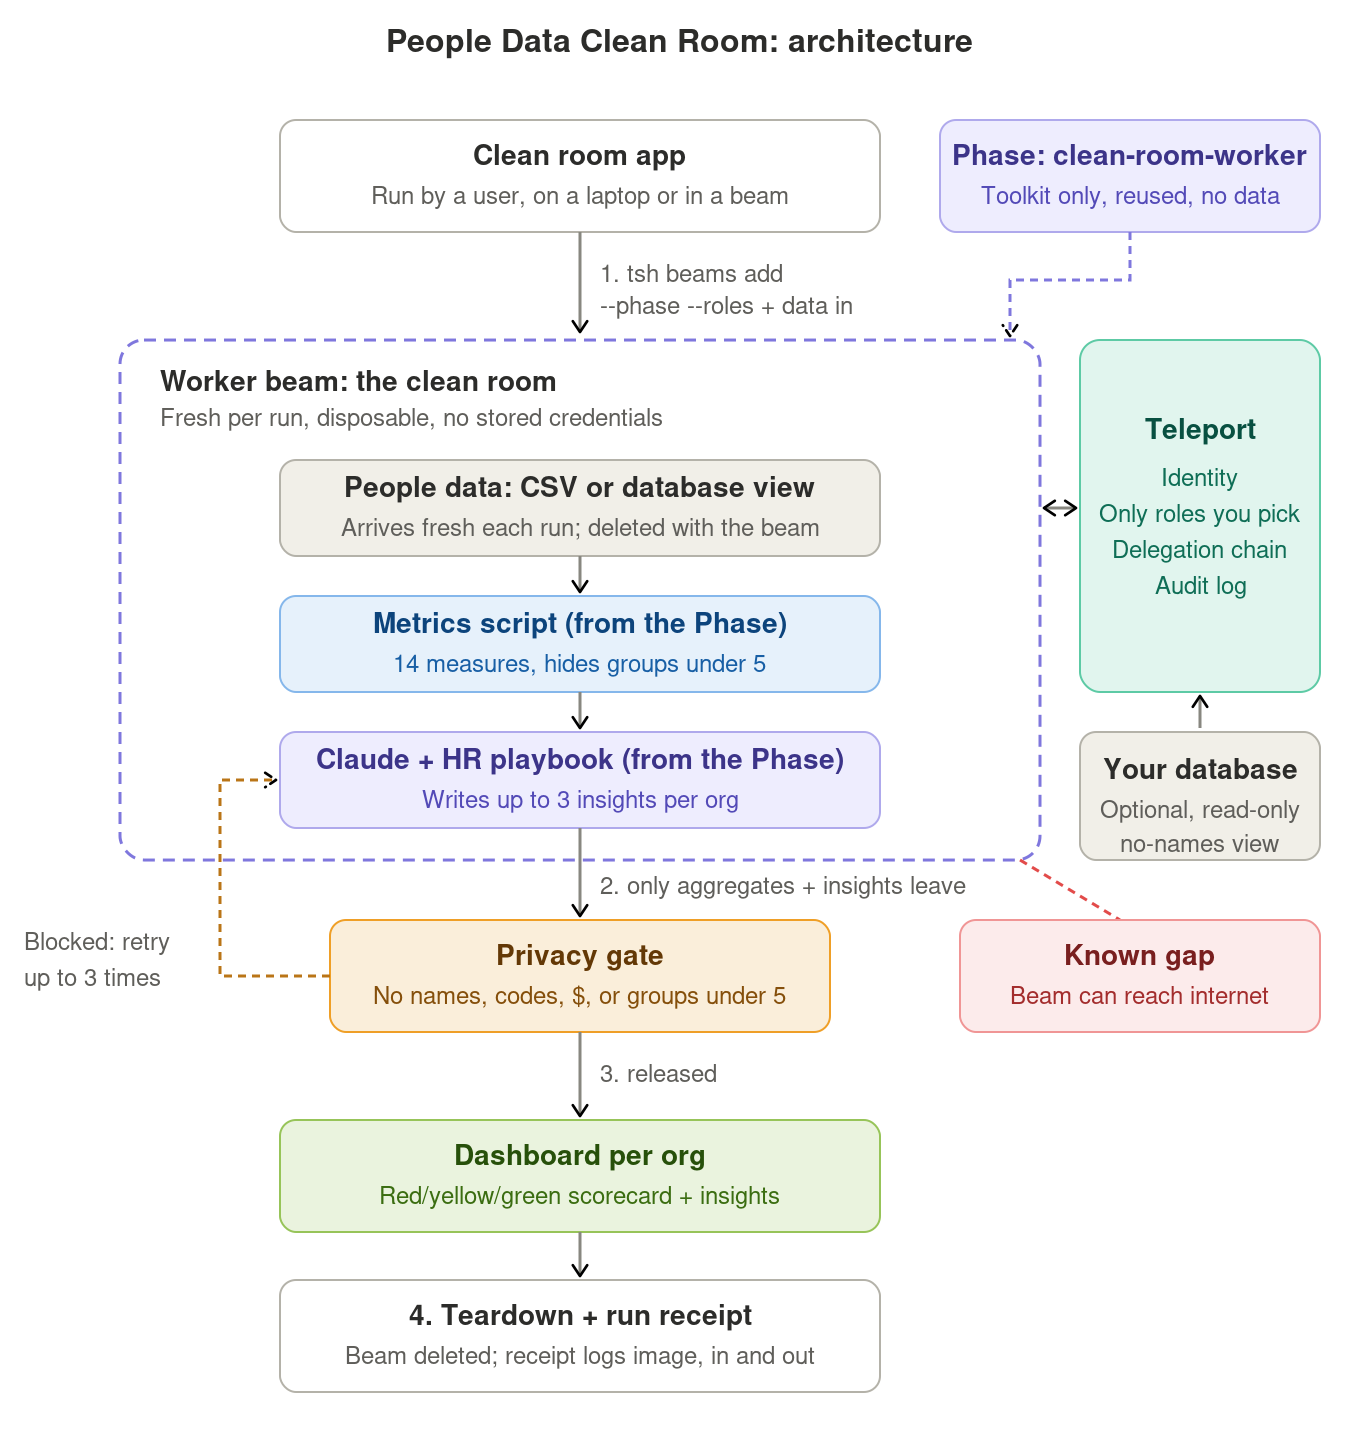 People Data Clean Room: architecture
Clean room app
Run by a user, on a laptop or in a beam
Phase: clean-room-worker
Toolkit only, reused, no data
1. tsh beams add
--phase --roles + data in
Worker beam: the clean room
Fresh per run, disposable, no stored credentials
People data: CSV or database view
Arrives fresh each run; deleted with the beam
Metrics script (from the Phase)
14 measures, hides groups under 5
Claude + HR playbook (from the Phase)
Writes up to 3 insights per org
Teleport
Identity
Only roles you pick
Delegation chain
Audit log
Your database
Optional, read-only
no-names view
2. only aggregates + insights leave
Blocked: retry
up to 3 times
Privacy gate
No names, codes, $, or groups under 5
Known gap
Beam can reach internet
3. released
Dashboard per org
Red/yellow/green scorecard + insights
4. Teardown + run receipt
Beam deleted; receipt logs image, in and out